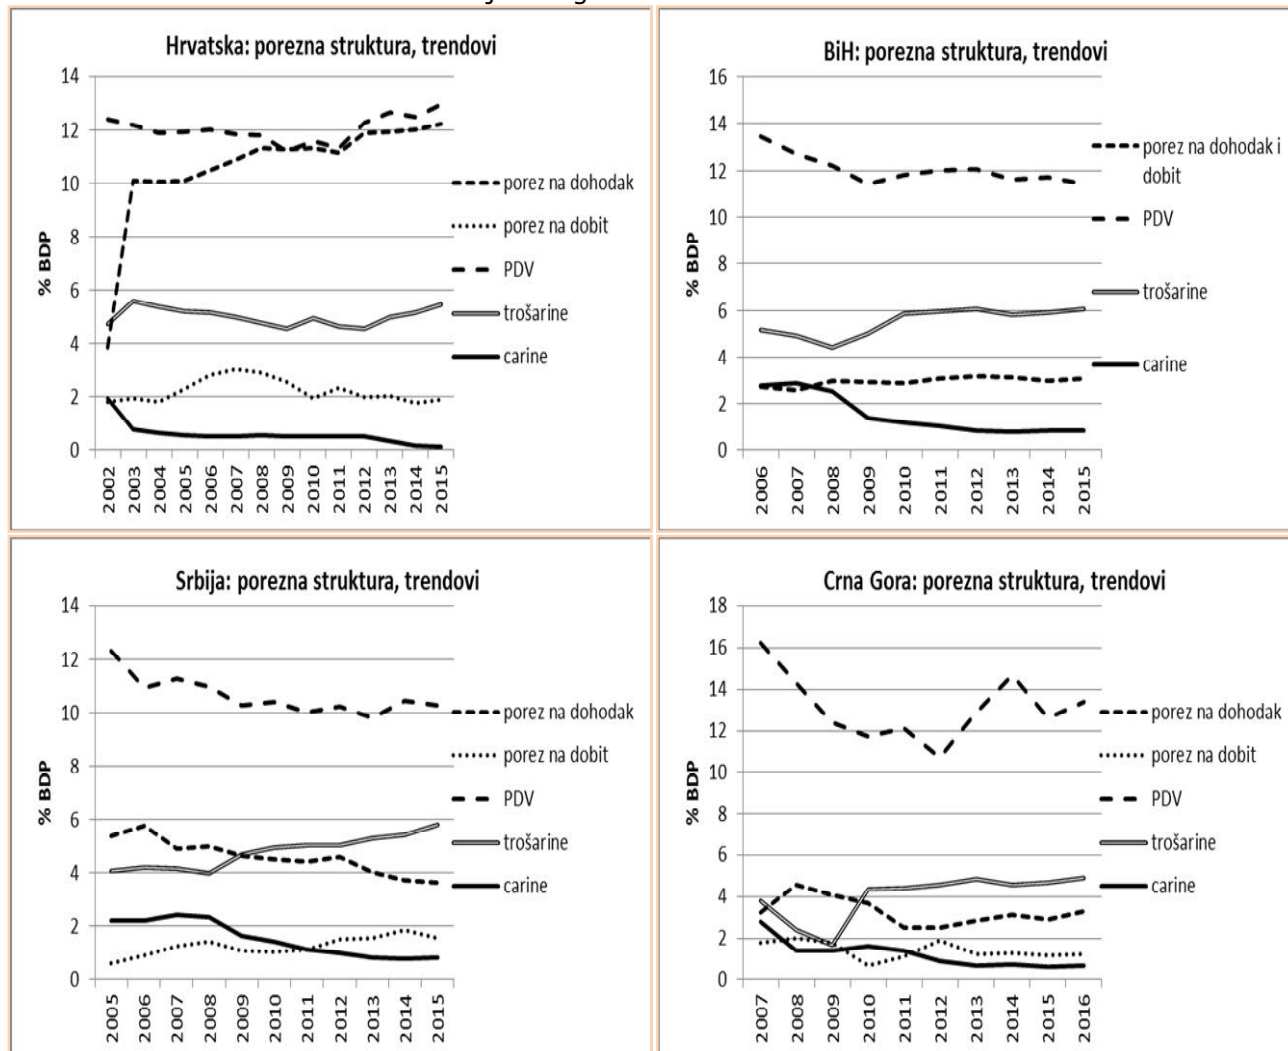 Hrvatska: porezna struktura, trendovi
14
12
10
8
6
4
2
0
% BDP
2002
2003
2004
2005
2006
2007
2008
2009
2010
2011
2012
2013
2014
2015
porez na dohodak
porez na dobit
PDV
trošarine
carine
BiH: porezna struktura, trendovi
16
14
12
10
8
6
4
2
0
% BDP
2006
2007
2008
2009
2010
2011
2012
2013
2014
2015
porez na dohodak i
dobit
PDV
trošarine
carine
Srbija: porezna struktura, trendovi
14
12
10
8
6
4
2
0
% BDP
2005
2006
2007
2008
2009
2010
2011
2012
2013
2014
2015
porez na dohodak
porez na dobit
PDV
trošarine
carine
Crna Gora: porezna struktura, trendovi
18
16
14
12
10
8
6
4
2
0
% BDP
2007
2008
2009
2010
2011
2012
2013
2014
2015
2016
porez na dohodak
porez na dobit
PDV
trošarine
carine